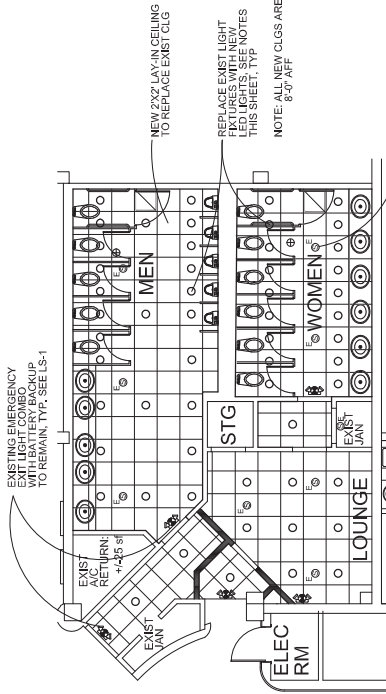 EXISTING EMERGENCY
EXIT LIGHT COMBO
WITH BATTERY BACKUP
TO REMAIN, TYP. SEE LS-1
NEW 2'X2' LAY-IN CEILING
TO REPLACE EXIST CLG
REPLACE EXIST LIGHT
FIXTURES WITH NEW
LED LIGHTS, SEE NOTES
THIS SHEET, TYP
NOTE: ALL NEW CLGS ARE
8'-0" AFF
EXIST
A/C
RETURN:
+/-25 sf
MEN
WOMEN
STG
EXIST
JAN
EXIST
JAN
LOUNGE
ELEC
RM
E S
E S
E S
E S
E S
E S
E S
E S
E S
E S